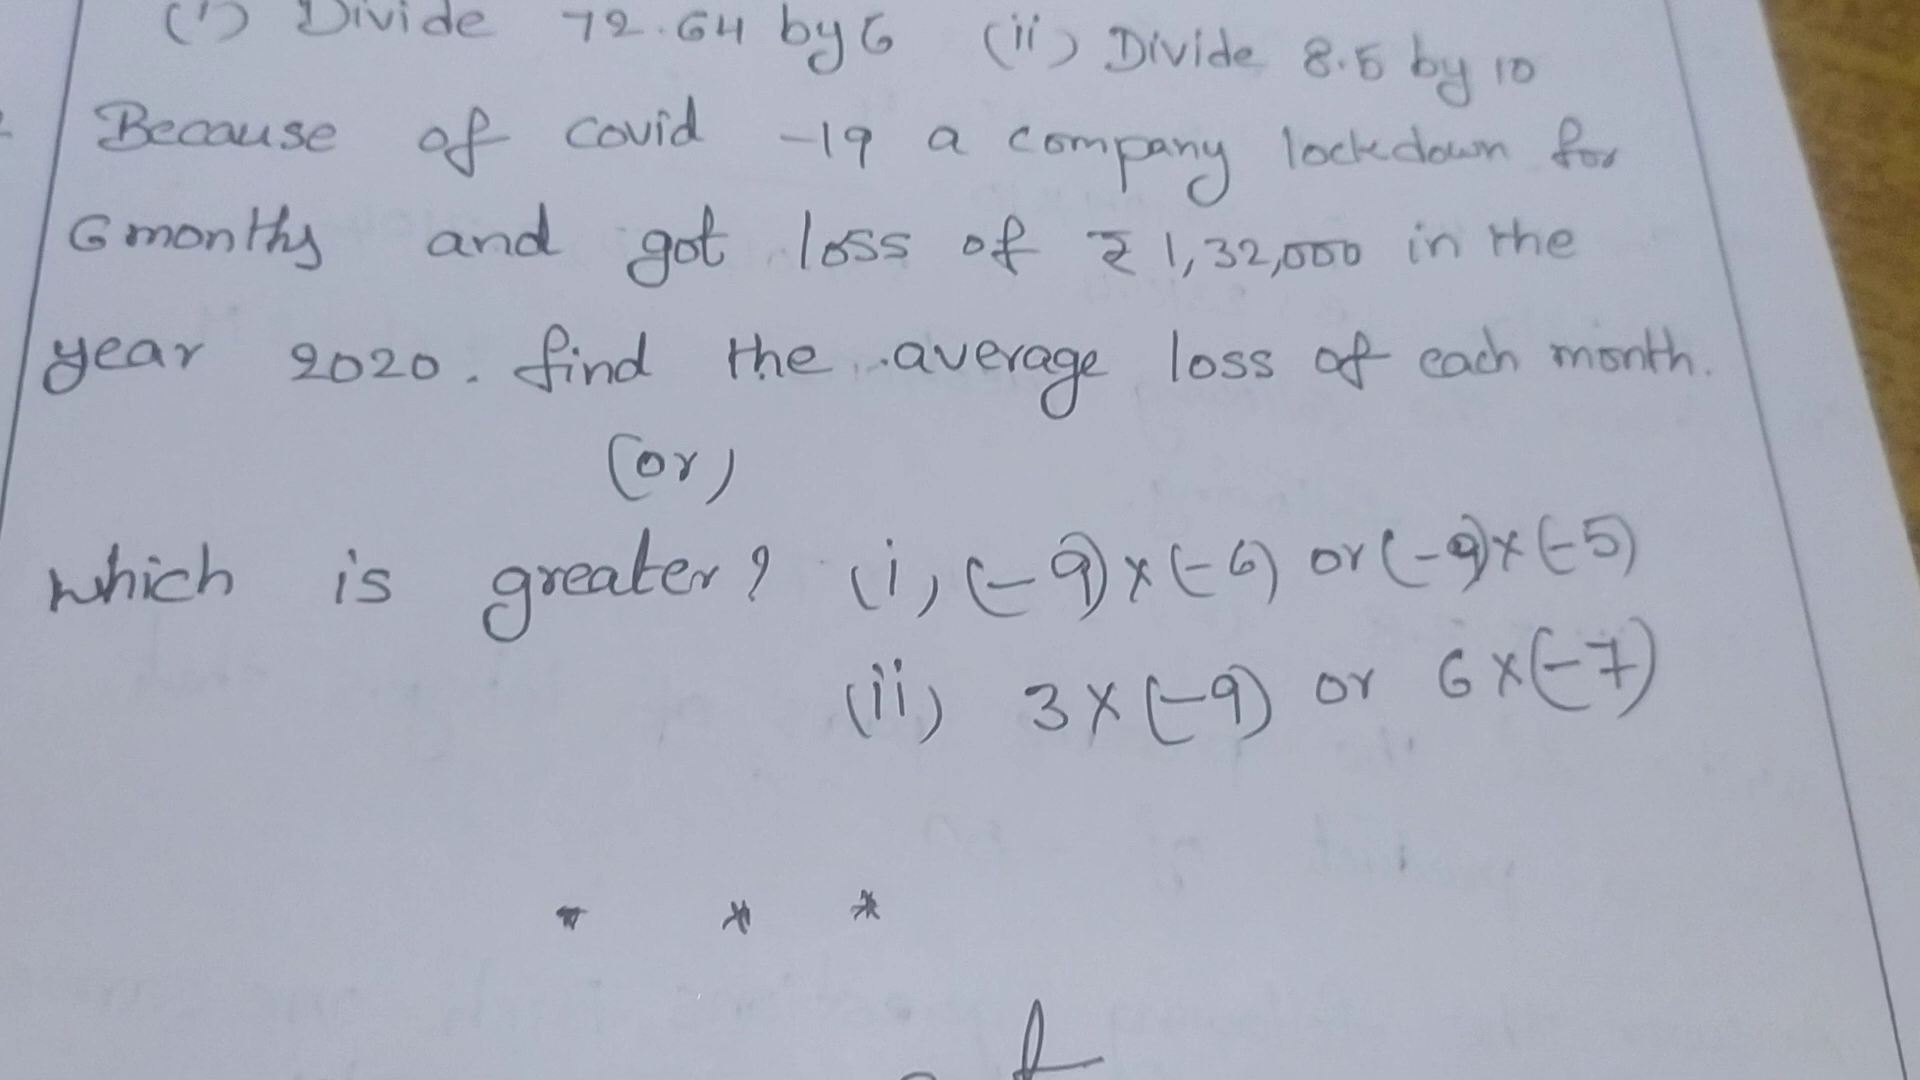 (i) Divide 72.64 by 6 (ii) Divide 8.5 by 10
Because of covid -19 a company lockdown for
6 months and got loss of ₹ 1,32,000 in the
year 2020. find the average loss of each month.
(or)
which is greater? (i) (-9) x (-6) or (-9) x (-5)
(ii) 3 x (-9) or 6 x (-7)
* * *